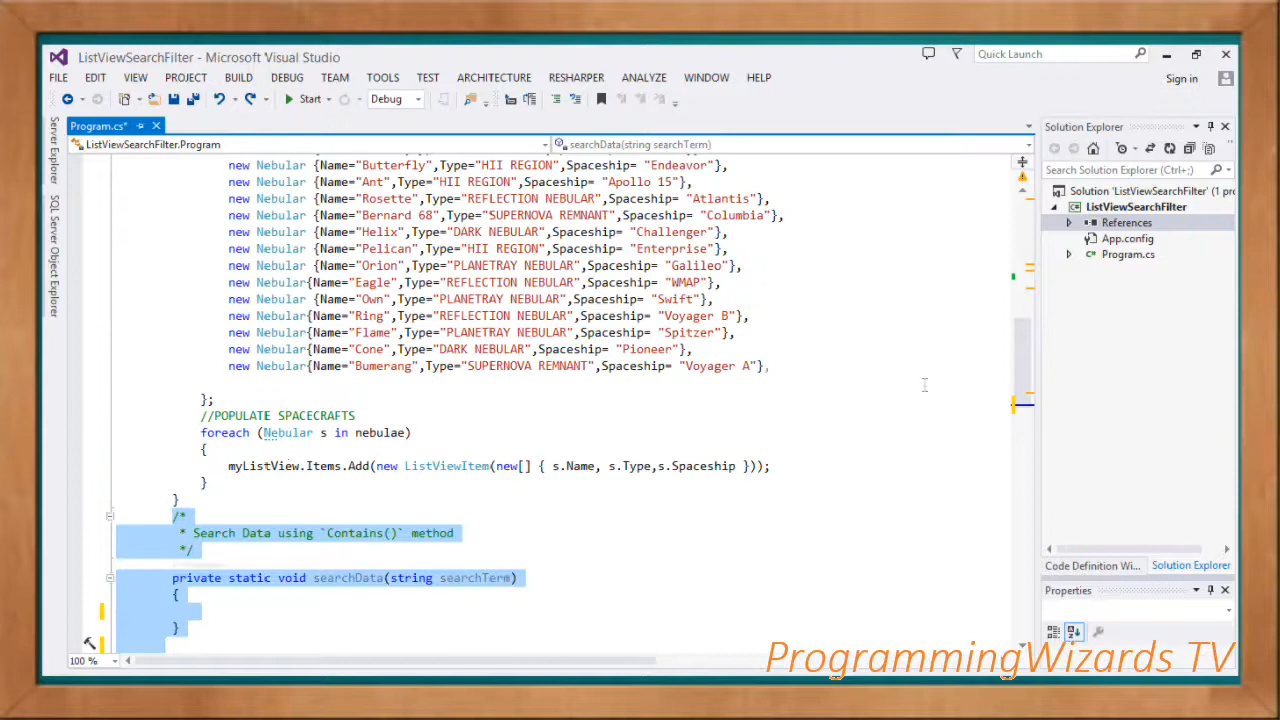 ListViewSearchFilter - Microsoft Visual Studio
Quick Launch
FILE EDIT VIEW PROJECT BUILD DEBUG TEAM TOOLS TEST ARCHITECTURE RESHARPER ANALYZE WINDOW HELP
Sign in
Start Debug
Server Explorer
SQL Server Object Explorer
Program.cs*
ListViewSearchFilter.Program
searchData(string searchTerm)
new Nebular {Name="Butterfly",Type="HII REGION",Spaceship= "Endeavor"},
new Nebular {Name="Ant",Type="HII REGION",Spaceship= "Apollo 15"},
new Nebular {Name="Rosette",Type="REFLECTION NEBULAR",Spaceship= "Atlantis"},
new Nebular {Name="Bernard 68",Type="SUPERNOVA REMNANT",Spaceship= "Columbia"},
new Nebular {Name="Helix",Type="DARK NEBULAR",Spaceship= "Challenger"},
new Nebular {Name="Pelican",Type="HII REGION",Spaceship= "Enterprise"},
new Nebular {Name="Orion",Type="PLANETRAY NEBULAR",Spaceship= "Galileo"},
new Nebular {Name="Eagle",Type="REFLECTION NEBULAR",Spaceship= "WMAP"},
new Nebular {Name="Own",Type="PLANETRAY NEBULAR",Spaceship= "Swift"},
new Nebular{Name="Ring",Type="REFLECTION NEBULAR",Spaceship= "Voyager B"},
new Nebular{Name="Flame",Type="PLANETRAY NEBULAR",Spaceship= "Spitzer"},
new Nebular{Name="Cone",Type="DARK NEBULAR",Spaceship= "Pioneer"},
new Nebular{Name="Bumerang",Type="SUPERNOVA REMNANT",Spaceship= "Voyager A"},
};
//POPULATE SPACECRAFTS
foreach (Nebular s in nebulae)
{
myListView.Items.Add(new ListViewItem(new[] { s.Name, s.Type,s.Spaceship }));
}
}
/*
* Search Data using `Contains()` method
*/
private static void searchData(string searchTerm)
{
}
100 %
Solution Explorer
Search Solution Explorer (Ctrl+;)
Solution 'ListViewSearchFilter' (1 pro
ListViewSearchFilter
References
App.config
Program.cs
Code Definition Wi... Solution Explorer
Properties
ProgrammingWizards TV